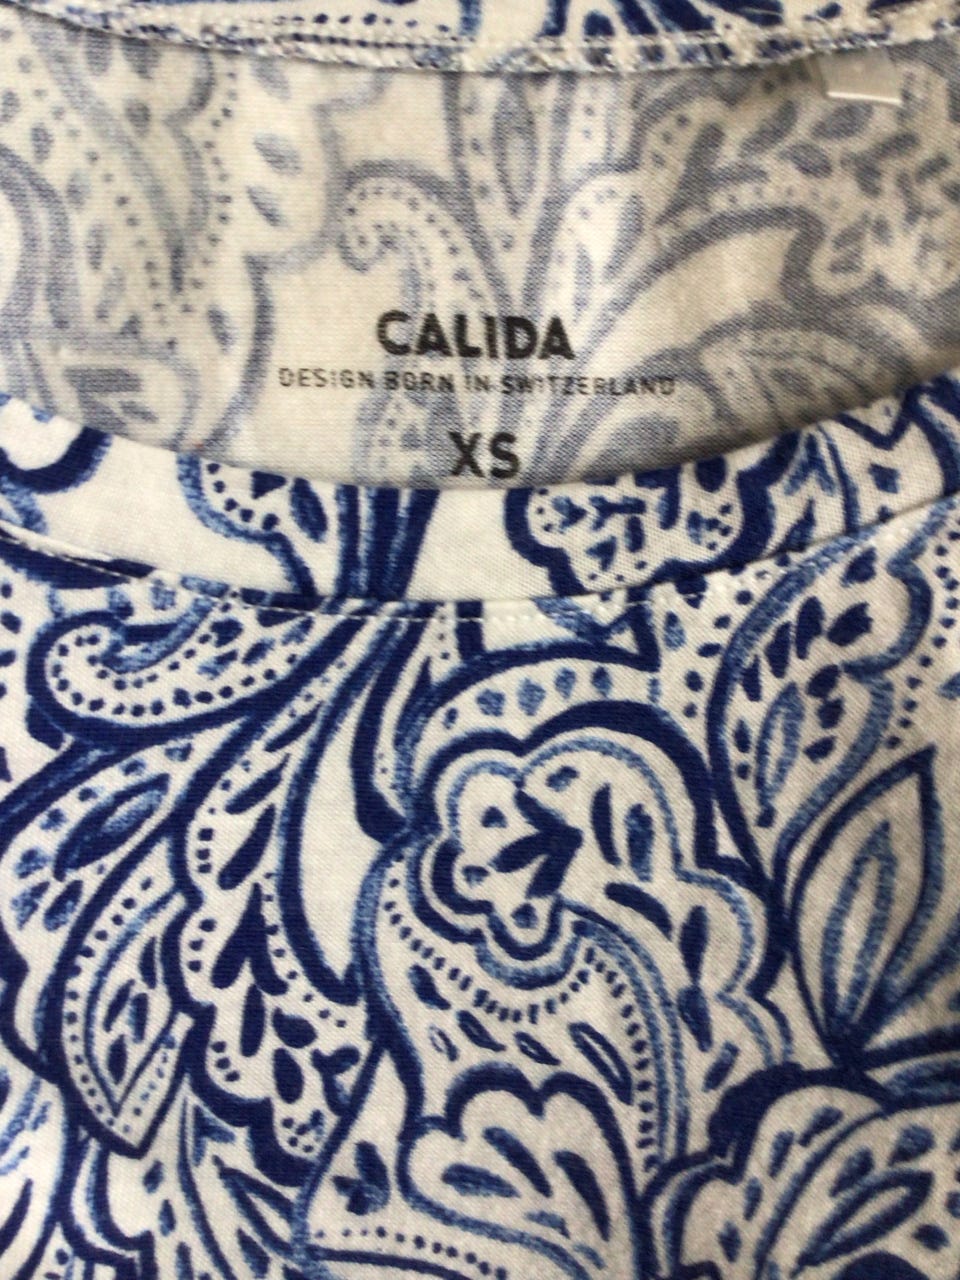 CALIDA
DESIGN BORN IN SWITZERLAND
XS